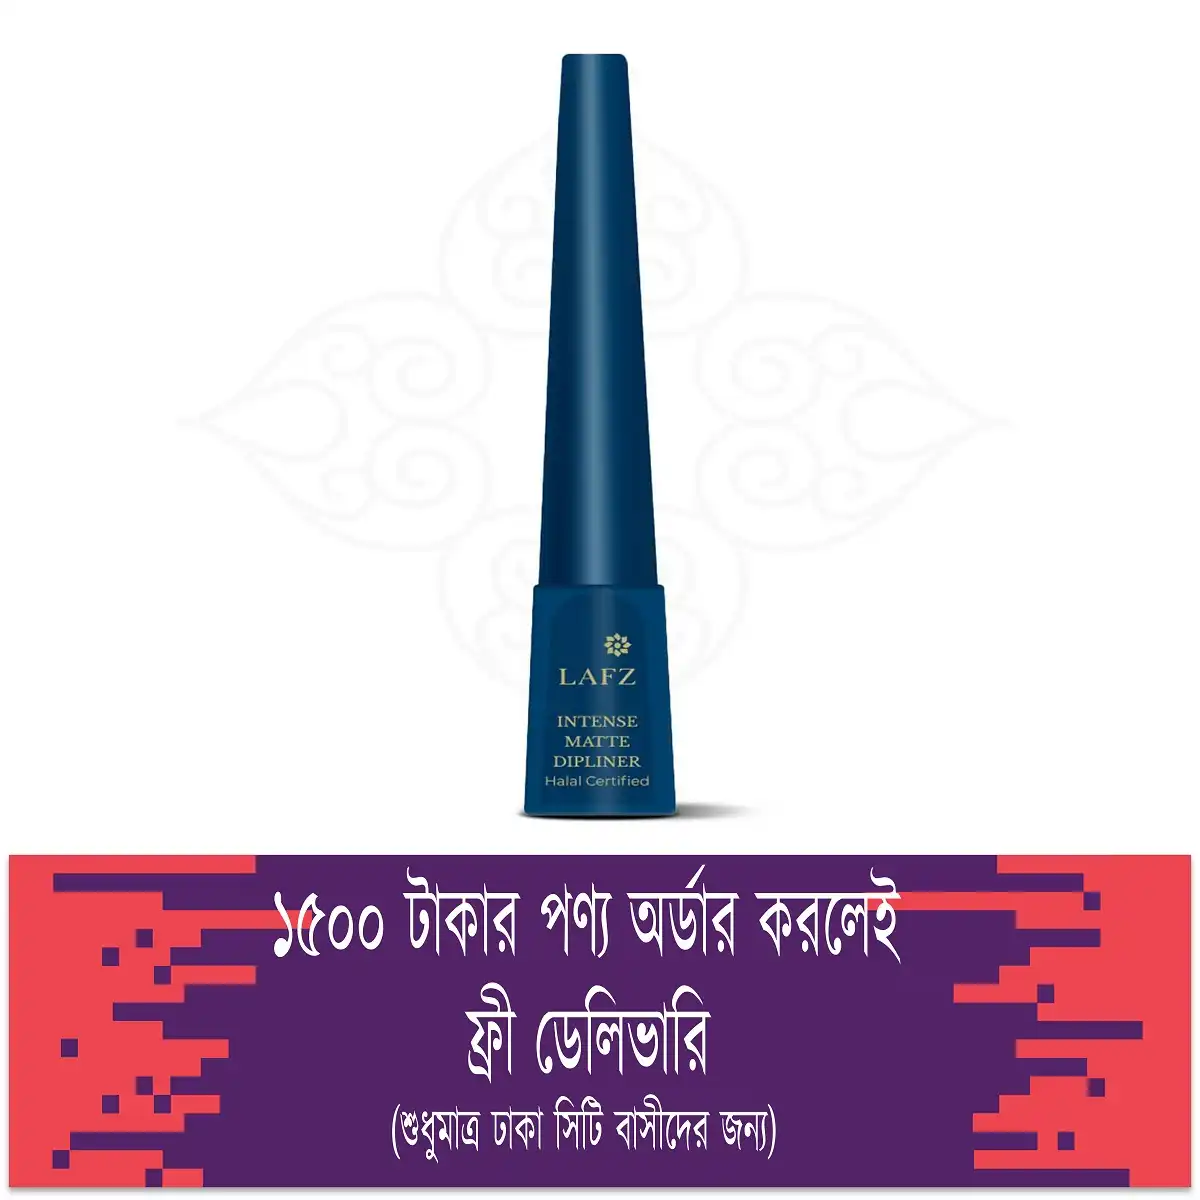 LAFZ
INTENSE
MATTE
DIPLINER
Halal Certified
১৫০০ টাকার পণ্য অর্ডার করলেই
ফ্রী ডেলিভারি
(শুধুমাত্র ঢাকা সিটি বাসীদের জন্য)